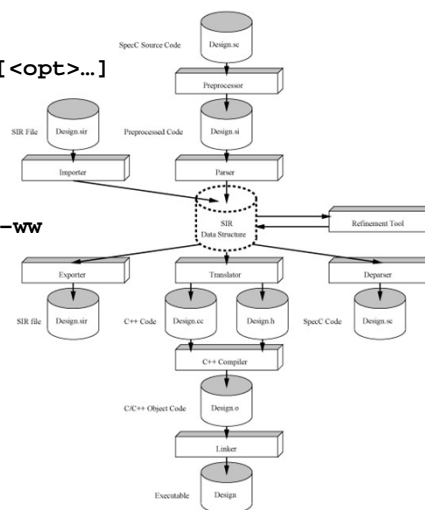 SpecC Source Code Design.sc
[<opt>…]
Preprocessor
SIR File Design.sir Preprocessed Code Design.si
Importer Parser
-ww
SIR
Data Structure
Refinement Tool
Exporter Translator Deparser
SIR file Design.sir C++ Code Design.cc Design.h SpecC Code Design.sc
C++ Compiler
C/C++ Object Code Design.o
Linker
Executable Design